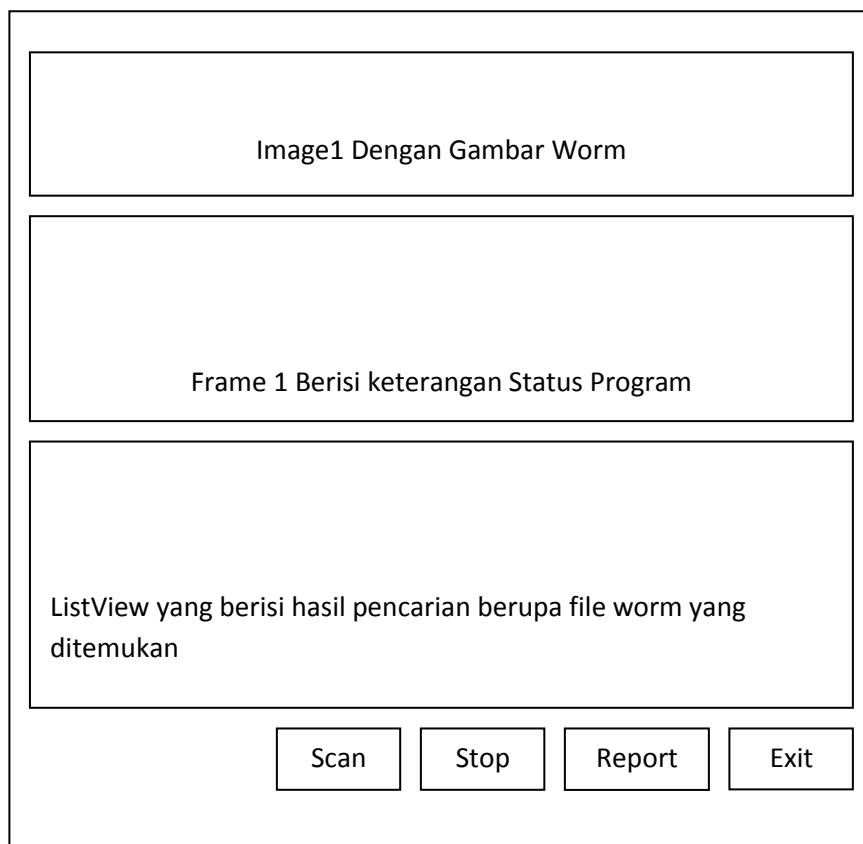 Image1 Dengan Gambar Worm
Frame 1 Berisi keterangan Status Program
ListView yang berisi hasil pencarian berupa file worm yang
ditemukan
Scan Stop Report Exit